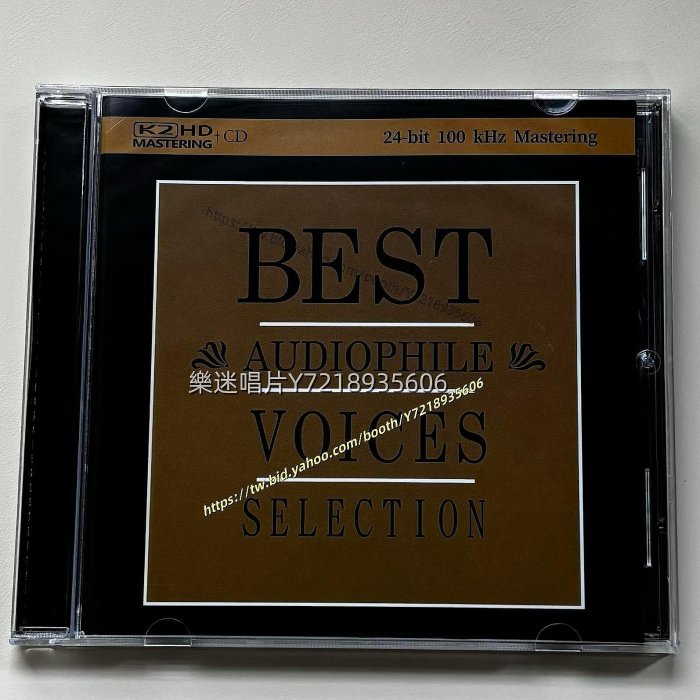 K2HD
MASTERING
†CD
24-bit 100 kHz Mastering
BEST
AUDIOPHILE
樂迷唱片Y7218935606
VOICES
https://tw.bid.yahoo.com/booth/Y7218935606
SELECTION